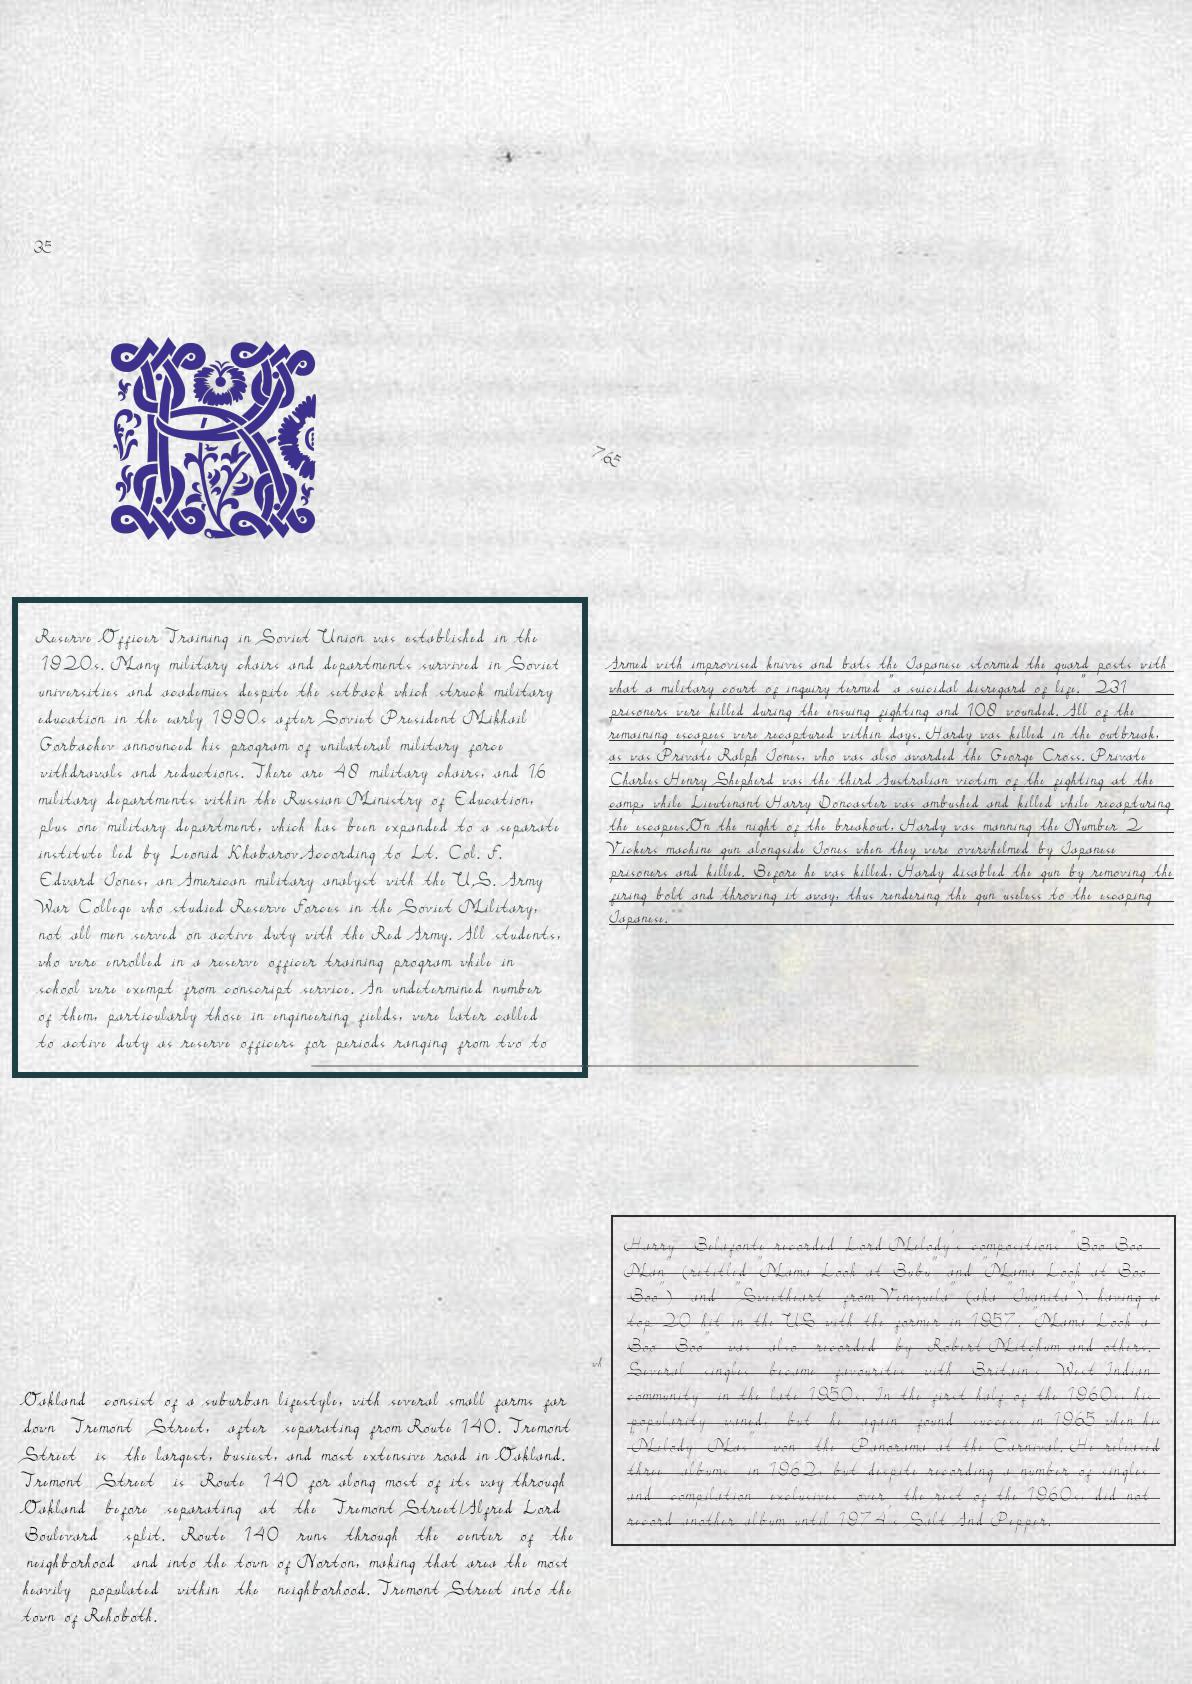 35
R
765
Reserve Officer Training in Soviet Union was established in the
1920s. Many military chairs and departments survived in Soviet
universities and academies despite the setback which struck military
education in the early 1990s after Soviet President Mikhail
Gorbachev announced his program of unilateral military force
withdrawals and reductions. There are 48 military chairs, and 16
military departments within the Russian Ministry of Education,
plus one military department, which has been expanded to a separate
institute led by Leonid Khabarov.According to Lt. Col. F.
Edward Jones, an American military analyst with the U.S. Army
War College who studied Reserve Forces in the Soviet Military,
not all men served on active duty with the Red Army. All students,
who were enrolled in a reserve officer training program while in
school were exempt from conscript service. An undetermined number
of them, particularly those in engineering fields, were later called
to active duty as reserve officers for periods ranging from two to
Armed with improvised knives and bats the Japanese stormed the guard posts with
what a military court of inquiry termed "a suicidal disregard of life." 231
prisoners were killed during the ensuing fighting and 108 wounded. All of the
remaining escapees were recaptured within days. Hardy was killed in the outbreak,
as was Private Ralph Jones, who was also awarded the George Cross. Private
Charles Henry Shepherd was the third Australian victim of the fighting at the
camp, while Lieutenant Harry Doncaster was ambushed and killed while recapturing
the escapees.On the night of the breakout, Hardy was manning the Number 2
Vickers machine gun alongside Jones when they were overwhelmed by Japanese
prisoners and killed. Before he was killed, Hardy disabled the gun by removing the
firing bolt and throwing it away, thus rendering the gun useless to the escaping
Japanese.
Harry Belafonte recorded Lord Melody's compositions "Boo Boo
Man" (retitled "Mama Look at Bubu" and "Mama Look at Boo
Boo") and "Sweetheart from Venezuela" (aka "Juanita"), having a
top 20 hit in the US with the former in 1957. "Mama Look a
Boo Boo" was also recorded by Robert Mitchum and others.
Several singles became favourites with Britain's West Indian
community in the late 1950s. In the first half of the 1960s, his
popularity waned, but he again found success in 1965 when his
"Melody Mas" won the Panorama at the Carnival. He released
three albums in 1962, but despite recording a number of singles
and compilation exclusives over the rest of the 1960s, did not
record another album until 1974's Salt And Pepper.
wh
Oakland consist of a suburban lifestyle, with several small farms far
down Tremont Street, after separating from Route 140. Tremont
Street is the largest, busiest, and most extensive road in Oakland.
Tremont Street is Route 140 for along most of its way through
Oakland before separating at the Tremont Street/Alfred Lord
Boulevard split. Route 140 runs through the center of the
neighborhood and into the town of Norton, making that area the most
heavily populated within the neighborhood. Tremont Street into the
town of Rehoboth.